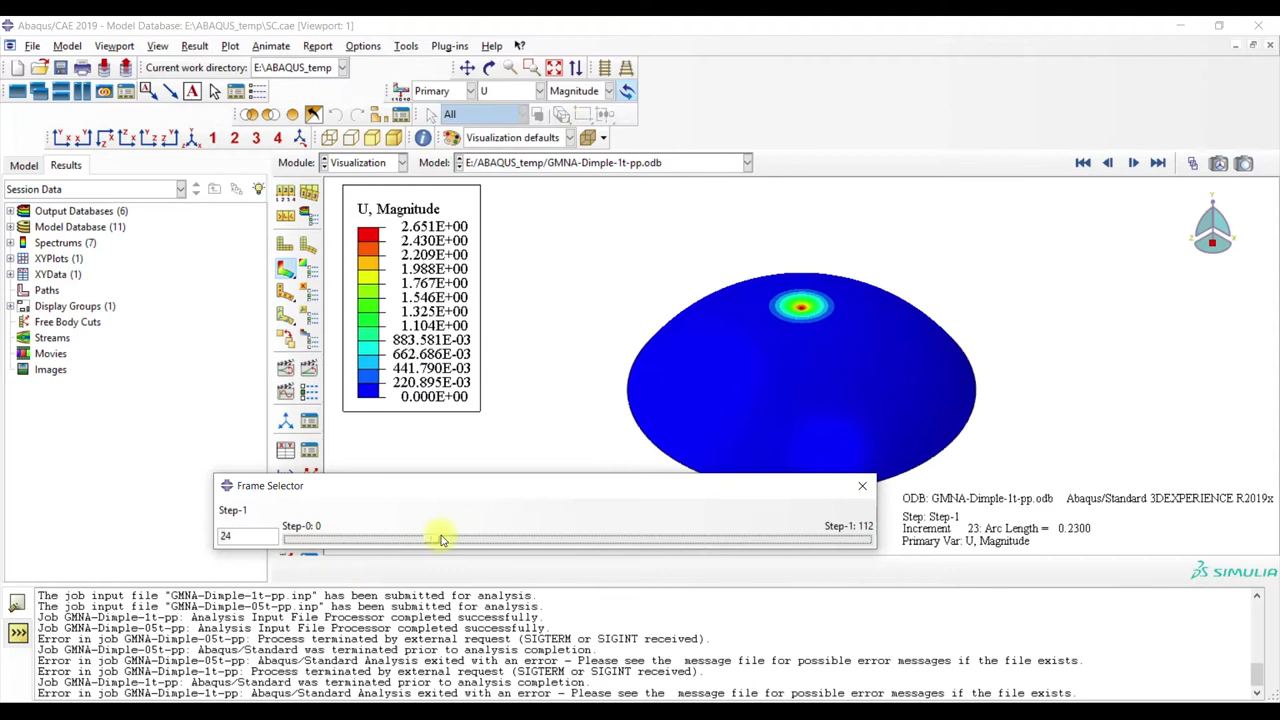 Abaqus/CAE 2019 - Model Database: E:\ABAQUS_temp\SC.cae [Viewport: 1]
File Model Viewport View Result Plot Animate Report Options Tools Plug-ins Help
Current work directory: E:\ABAQUS_temp
A Primary U Magnitude
All
1 2 3 4 Visualization defaults
Model Results
Module: Visualization Model: E:/ABAQUS_temp/GMNA-Dimple-1t-pp.odb
Session Data
Output Databases (6)
Model Database (11)
Spectrums (7)
XYPlots (1)
XYData (1)
Paths
Display Groups (1)
Free Body Cuts
Streams
Movies
Images
U, Magnitude
2.651E+00
2.430E+00
2.209E+00
1.988E+00
1.767E+00
1.546E+00
1.325E+00
1.104E+00
883.581E-03
662.686E-03
441.790E-03
220.895E-03
0.000E+00
Y
Z X
Frame Selector
Step-1
Step-0: 0 Step-1: 112
24
ODB: GMNA-Dimple-1t-pp.odb Abaqus/Standard 3DEXPERIENCE R2019x
Step: Step-1
Increment 23: Arc Length = 0.2300
Primary Var: U, Magnitude
SIMULIA
The job input file "GMNA-Dimple-1t-pp.inp" has been submitted for analysis.
The job input file "GMNA-Dimple-05t-pp.inp" has been submitted for analysis.
Job GMNA-Dimple-1t-pp: Analysis Input File Processor completed successfully.
Job GMNA-Dimple-05t-pp: Analysis Input File Processor completed successfully.
Error in job GMNA-Dimple-05t-pp: Process terminated by external request (SIGTERM or SIGINT received).
Job GMNA-Dimple-05t-pp: Abaqus/Standard was terminated prior to analysis completion.
Error in job GMNA-Dimple-05t-pp: Abaqus/Standard Analysis exited with an error - Please see the message file for possible error messages if the file exists.
Error in job GMNA-Dimple-1t-pp: Process terminated by external request (SIGTERM or SIGINT received).
Job GMNA-Dimple-1t-pp: Abaqus/Standard was terminated prior to analysis completion.
Error in job GMNA-Dimple-1t-pp: Abaqus/Standard Analysis exited with an error - Please see the message file for possible error messages if the file exists.